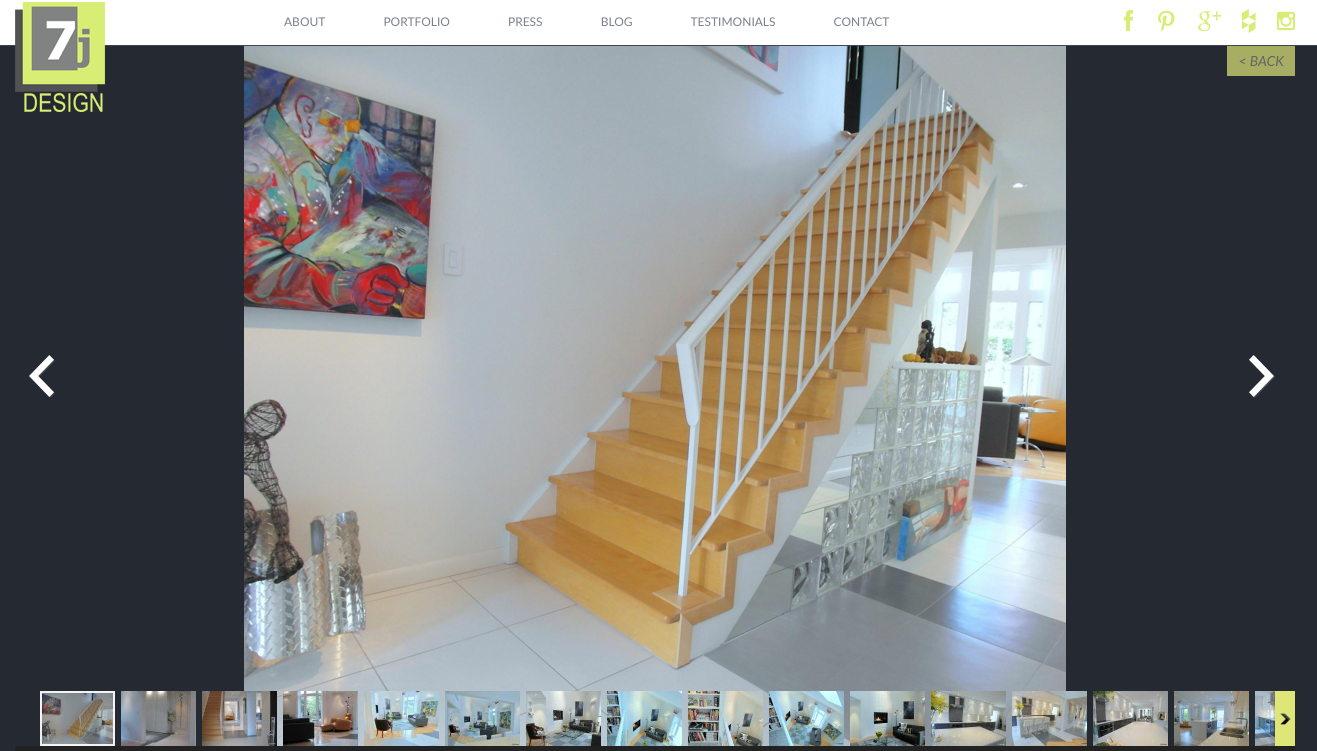 7j
DESIGN
ABOUT PORTFOLIO PRESS BLOG TESTIMONIALS CONTACT
< BACK